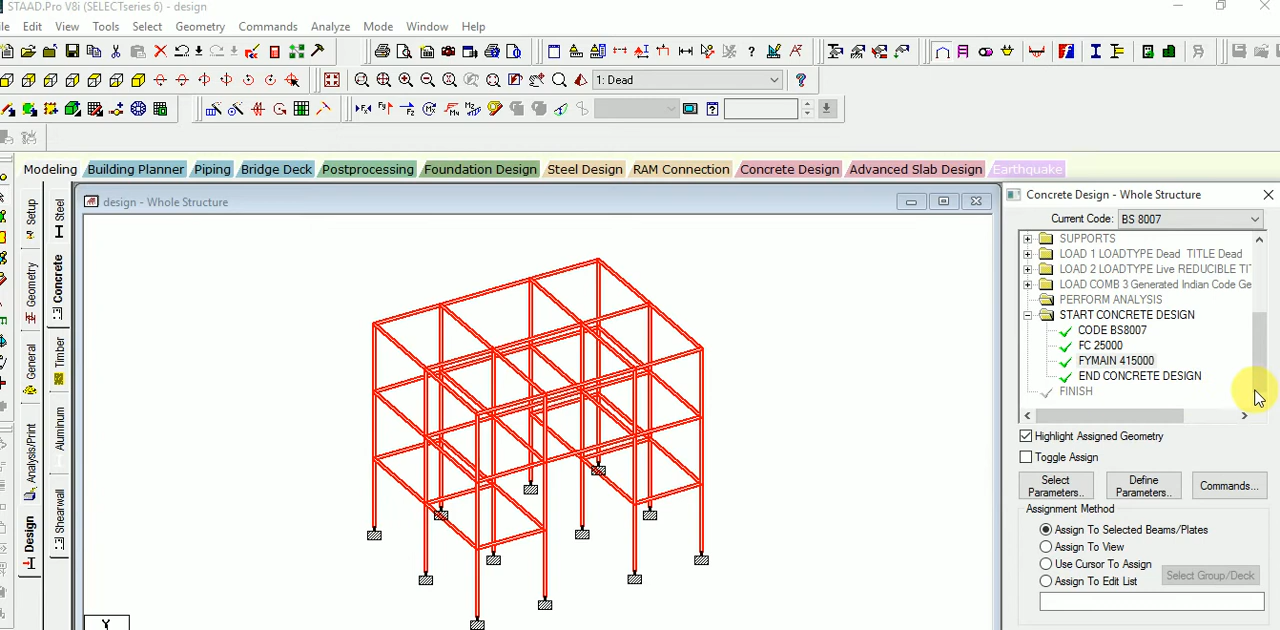 STAAD.Pro V8i (SELECTseries 6) - design
ile Edit View Tools Select Geometry Commands Analyze Mode Window Help
1: Dead
Modeling Building Planner Piping Bridge Deck Postprocessing Foundation Design Steel Design RAM Connection Concrete Design Advanced Slab Design Earthquake
Setup
Geometry
General
Analysis/Print
Design
Steel
Concrete
Timber
Aluminum
Shearwall
design - Whole Structure
Y
Concrete Design - Whole Structure
Current Code: BS 8007
SUPPORTS
LOAD 1 LOADTYPE Dead TITLE Dead
LOAD 2 LOADTYPE Live REDUCIBLE TI
LOAD COMB 3 Generated Indian Code Ge
PERFORM ANALYSIS
START CONCRETE DESIGN
CODE BS8007
FC 25000
FYMAIN 415000
END CONCRETE DESIGN
FINISH
Highlight Assigned Geometry
Toggle Assign
Select Parameters..
Define Parameters..
Commands...
Assignment Method
Assign To Selected Beams/Plates
Assign To View
Use Cursor To Assign
Assign To Edit List
Select Group/Deck